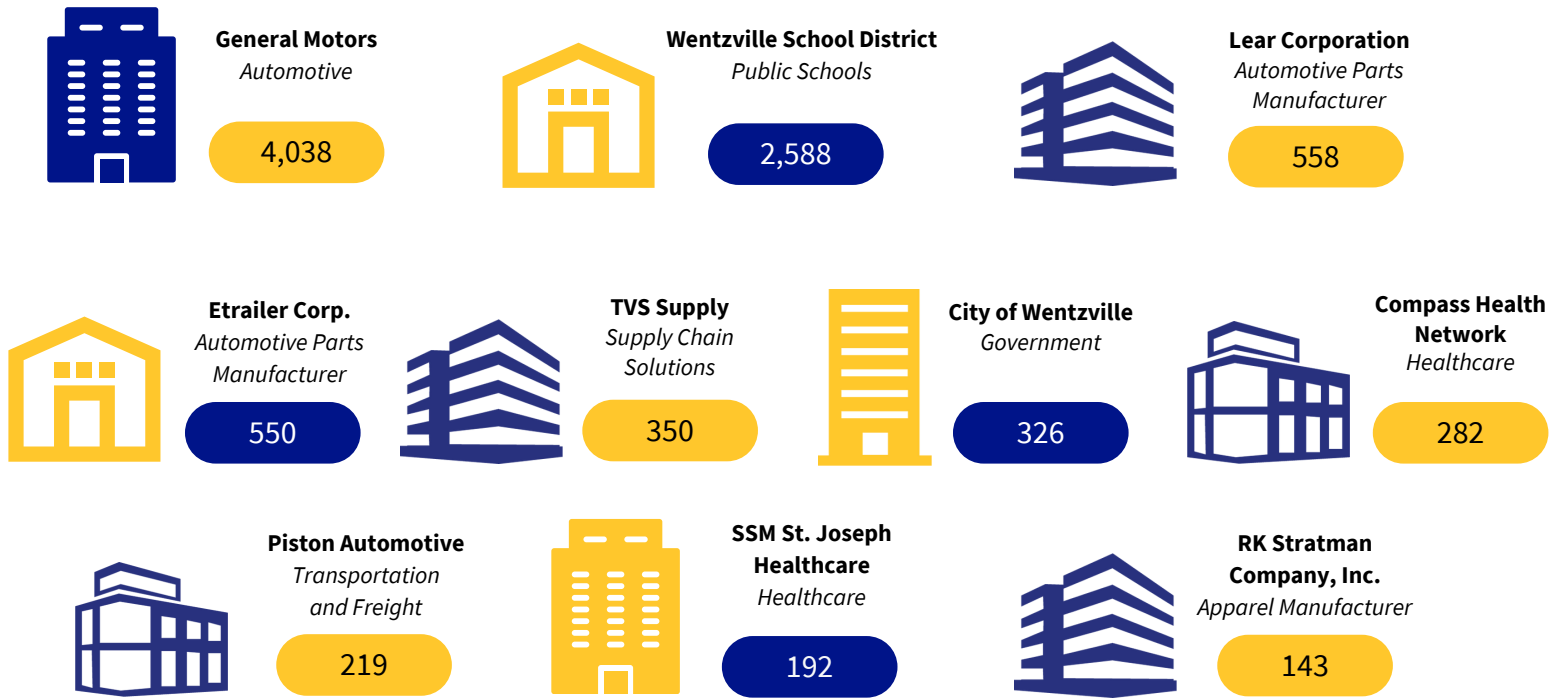 General Motors
Automotive
4,038
Wentzville School District
Public Schools
2,588
Lear Corporation
Automotive Parts
Manufacturer
558
Etrailer Corp.
Automotive Parts
Manufacturer
550
TVS Supply
Supply Chain
Solutions
350
City of Wentzville
Government
326
Compass Health
Network
Healthcare
282
Piston Automotive
Transportation
and Freight
219
SSM St. Joseph
Healthcare
Healthcare
192
RK Stratman
Company, Inc.
Apparel Manufacturer
143